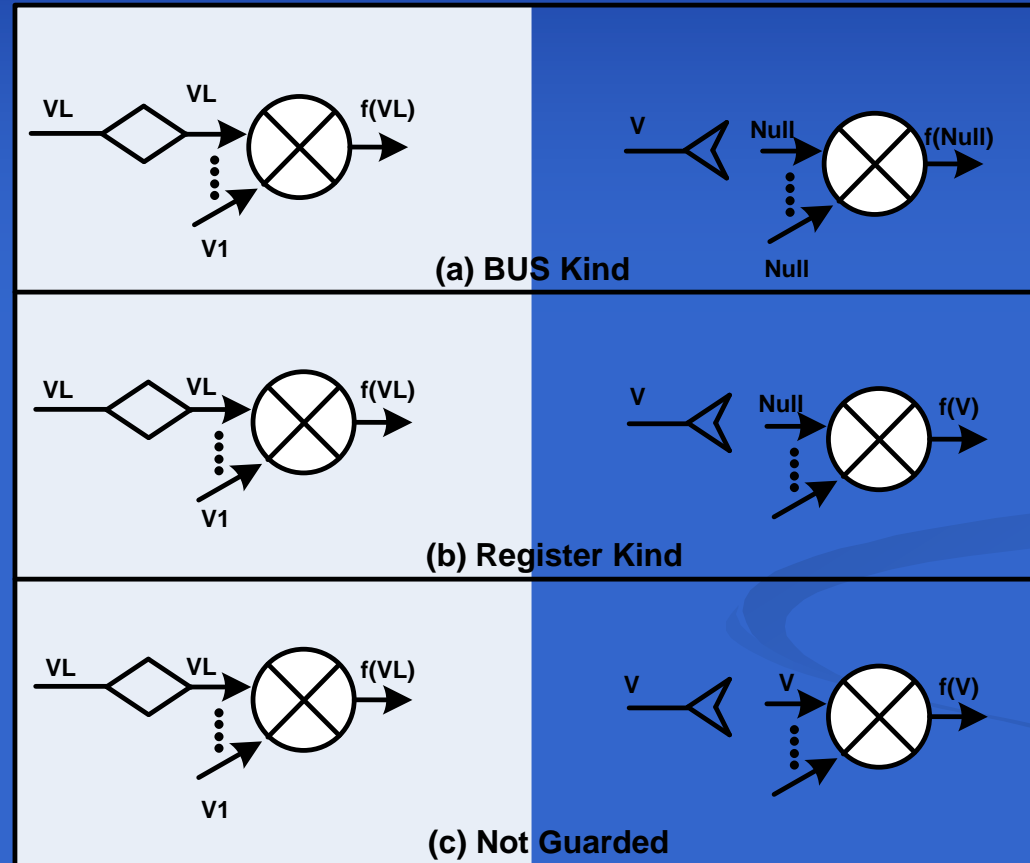 VL
VL
f(VL)
V1
V
Null
f(Null)
Null
(a) BUS Kind
VL
VL
f(VL)
V1
V
Null
f(V)
(b) Register Kind
VL
VL
f(VL)
V1
V
V
f(V)
(c) Not Guarded